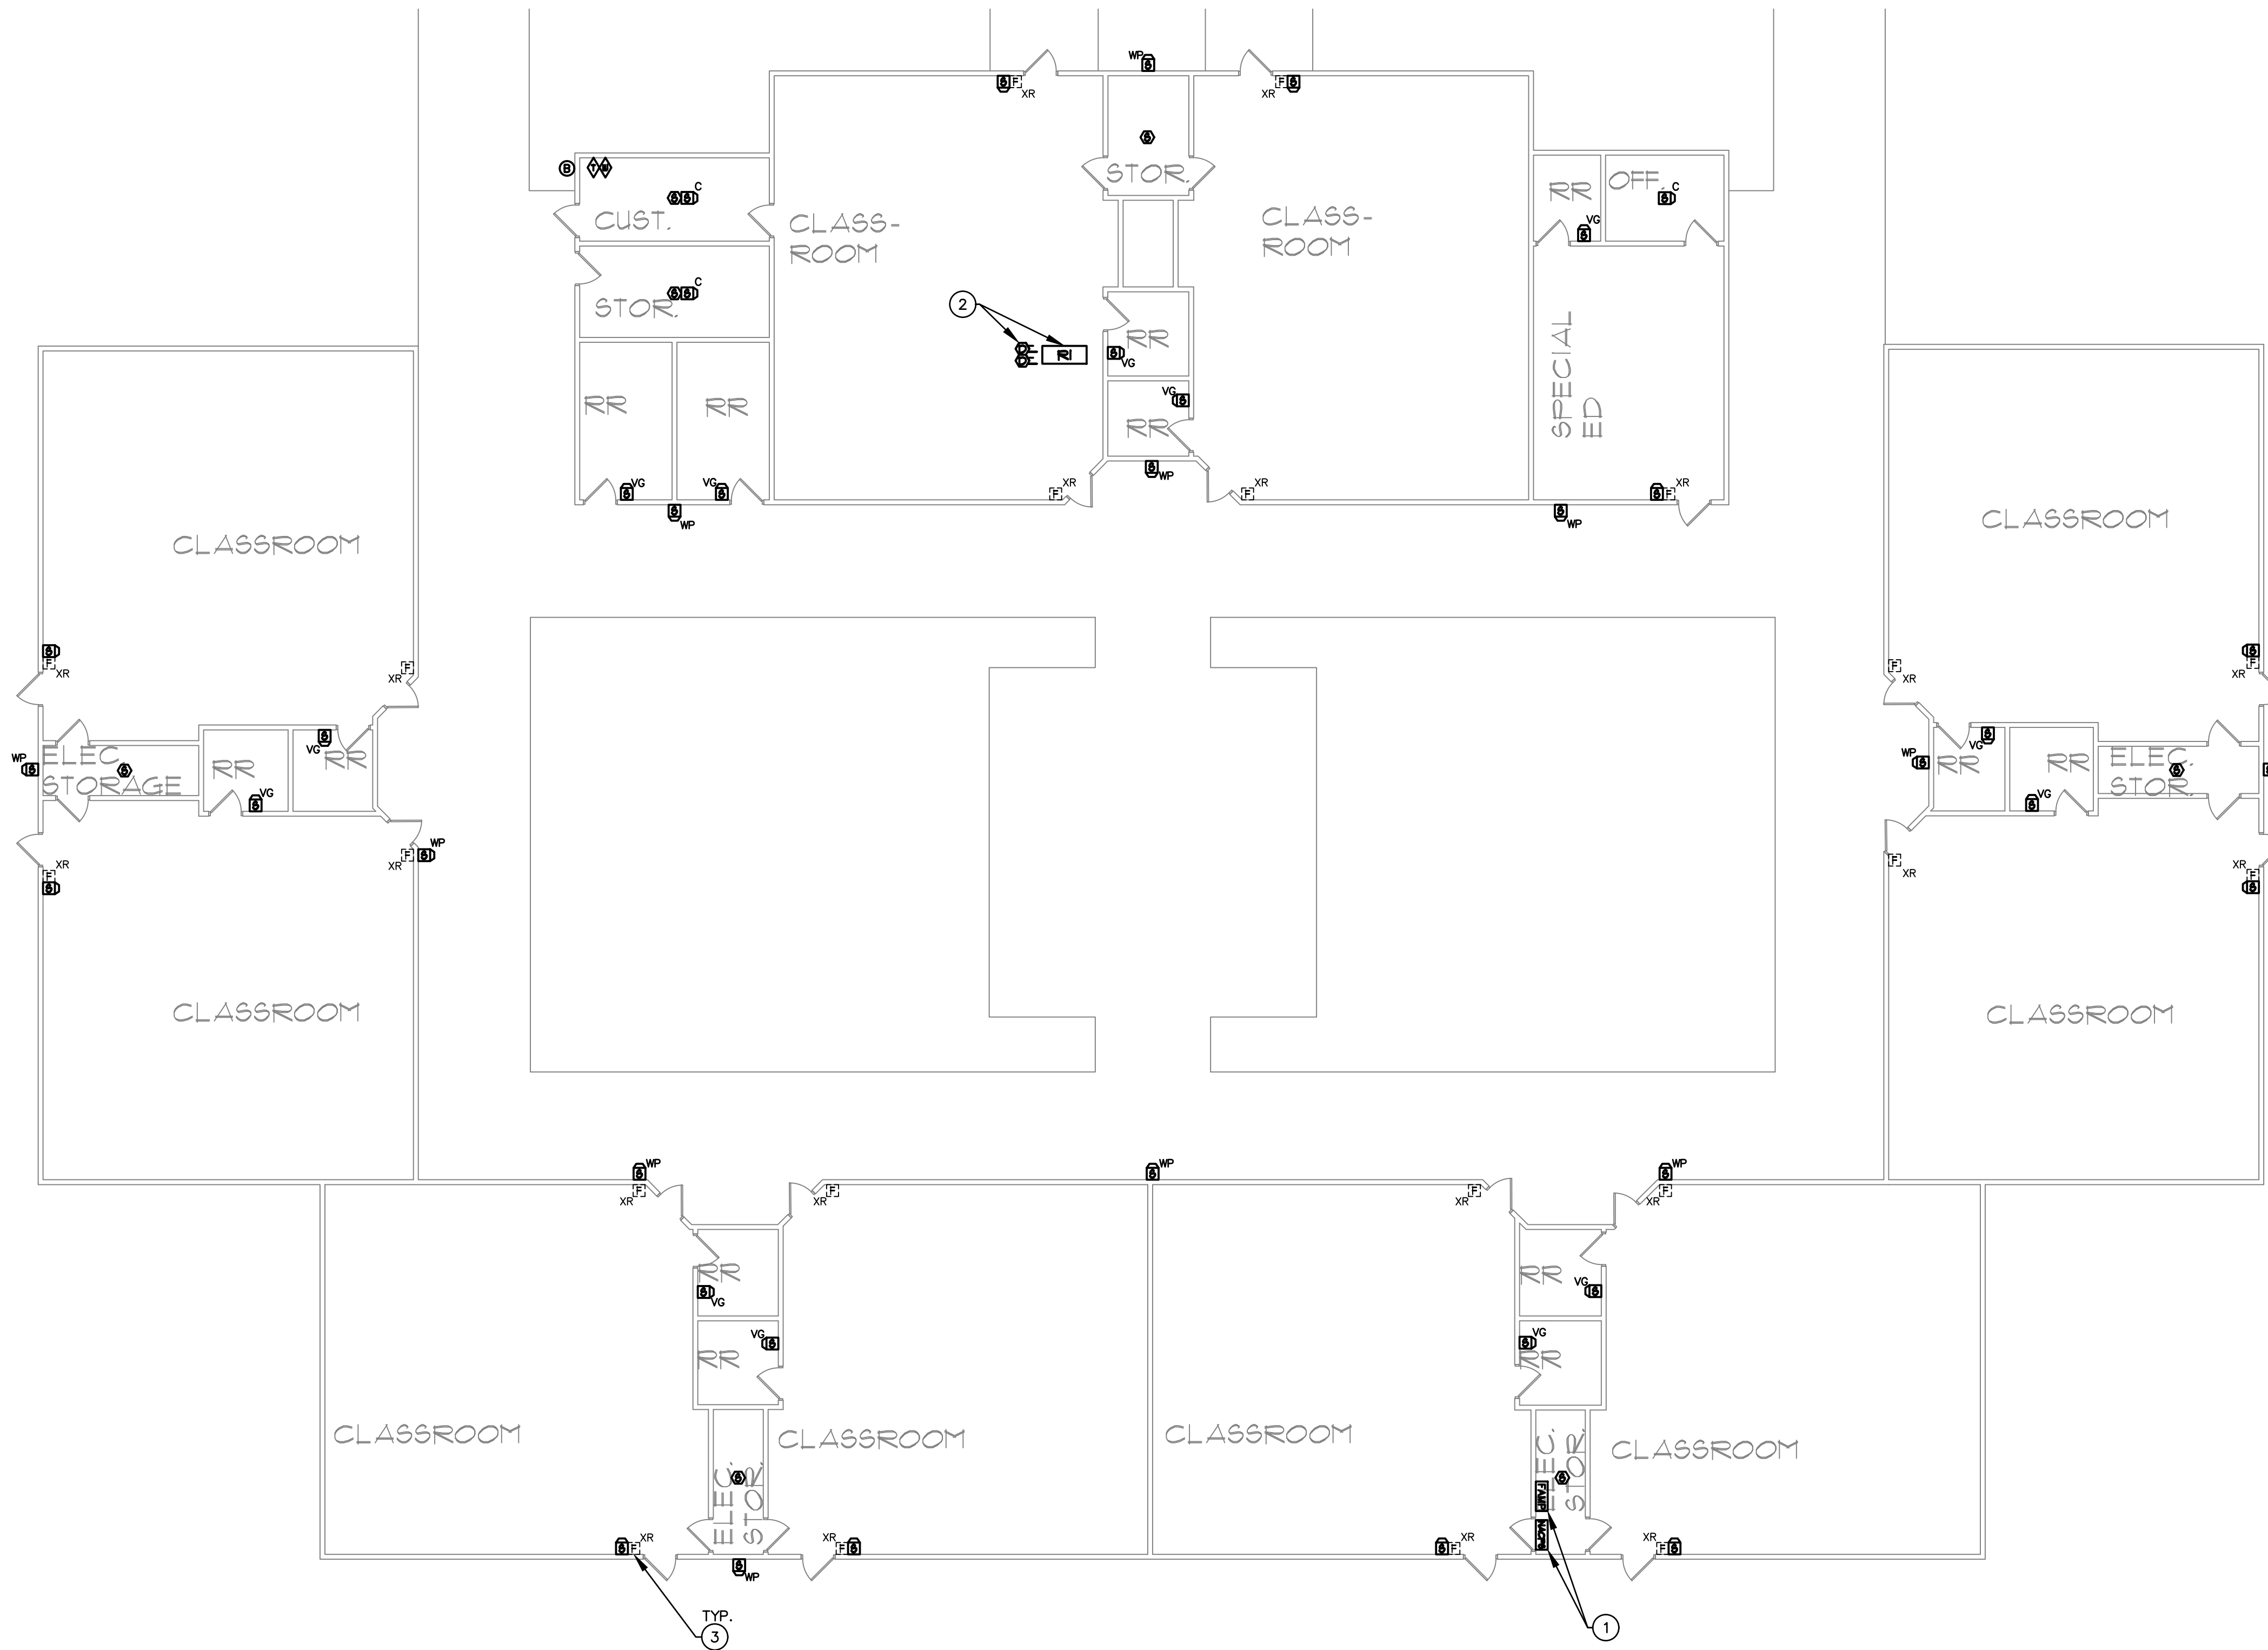 WP
F
F
XR
XR
B
T
STOR.
RR
OFF.
C
C
CUST.
CLASS-
ROOM
CLASS-
ROOM
VG
C
STOR.
2
RI
RR
VG
SPECIAL
ED
VG
RR
RR
RR
VG
VG
XR
F
XR
F
WP
XR
F
WP
WP
CLASSROOM
CLASSROOM
F
XR
F
XR
F
XR
F
XR
WP
ELEC.
STORAGE
RR
VG
RR
VG
WP
RR
VG
RR
VG
ELEC.
STOR.
XR
F
XR
F
WP
F
XR
XR
F
CLASSROOM
CLASSROOM
WP
F
XR
F
XR
WP
F
XR
WP
F
XR
RR
VG
RR
VG
VG
RR
VG
RR
CLASSROOM
CLASSROOM
CLASSROOM
CLASSROOM
ELEC.
STOR.
ELEC.
STOR.
FAMP
F
XR
XR
F
F
XR
XR
F
WP
TYP.
3
1